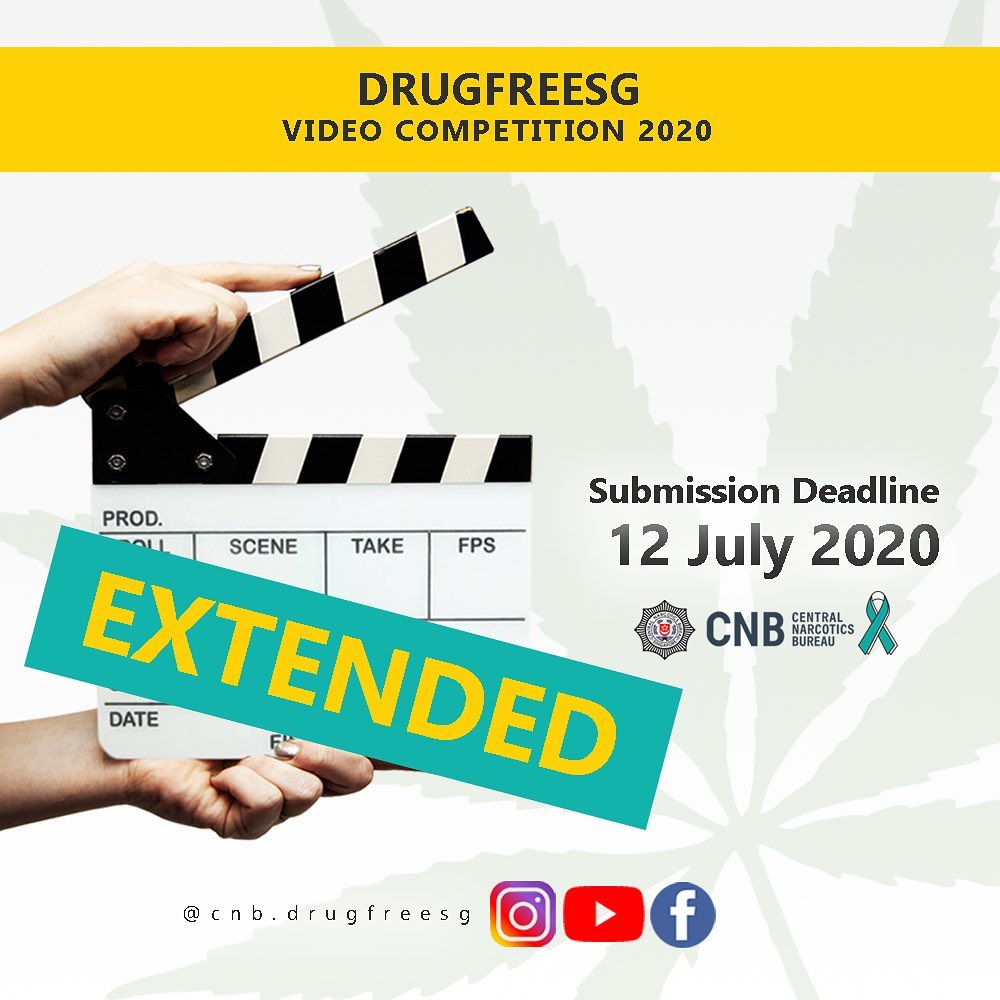 DRUGFREESG
VIDEO COMPETITION 2020
PROD.
SCENE
TAKE
FPS
EXTENDED
DATE
Submission Deadline
12 July 2020
CNB
CENTRAL
NARCOTICS
BUREAU
@cnb.drugfreesg